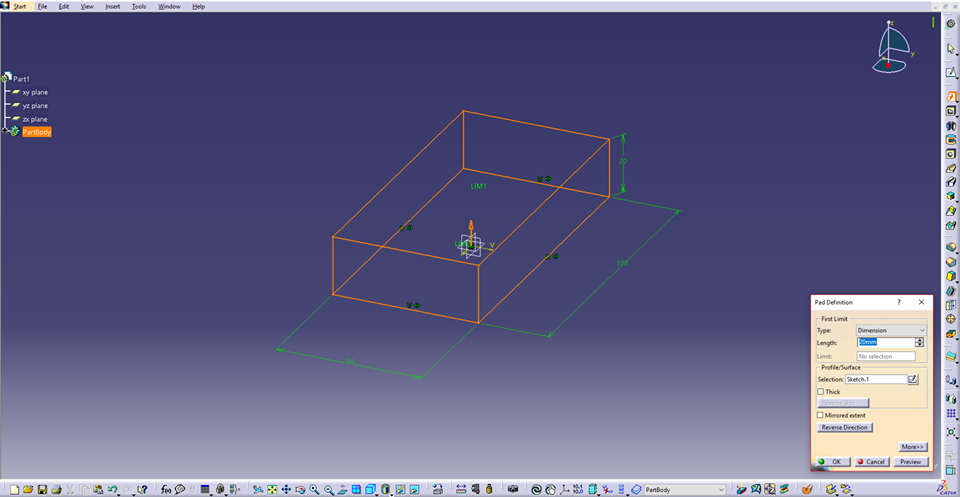 Start File Edit View Insert Tools Window Help
z
y
Part1
xy plane
yz plane
zx plane
PartBody
20
LIM1
V
100
50
Pad Definition ? X
First Limit
Type: Dimension
Length: 20mm
Limit: No selection
Profile/Surface
Selection: Sketch.1
Thick
Mirrored extent
Reverse Direction
More>>
OK Cancel Preview
f(x)
PartBody
CATIA